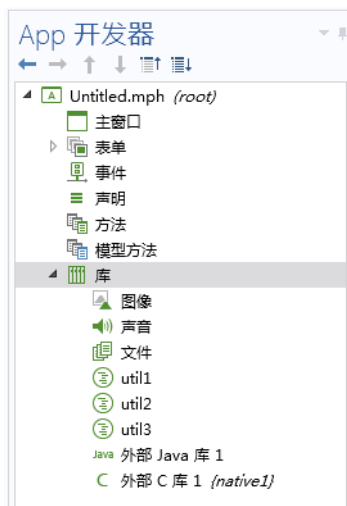 App 开发器
Untitled.mph (root)
主窗口
表单
事件
声明
方法
模型方法
库
图像
声音
文件
util1
util2
util3
Java 外部 Java 库 1
C 外部 C 库 1 {native1}